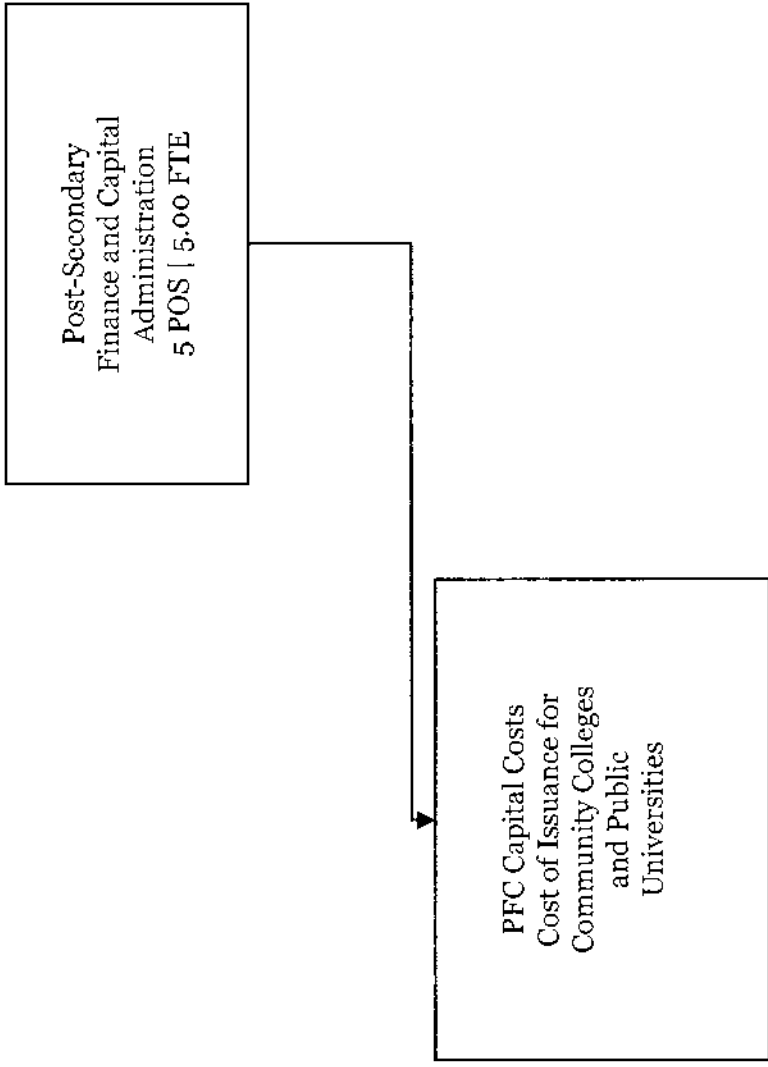 Post-Secondary
Finance and Capital
Administration
5 POS | 5.00 FTE
PFC Capital Costs
Cost of Issuance for
Community Colleges
and Public
Universities